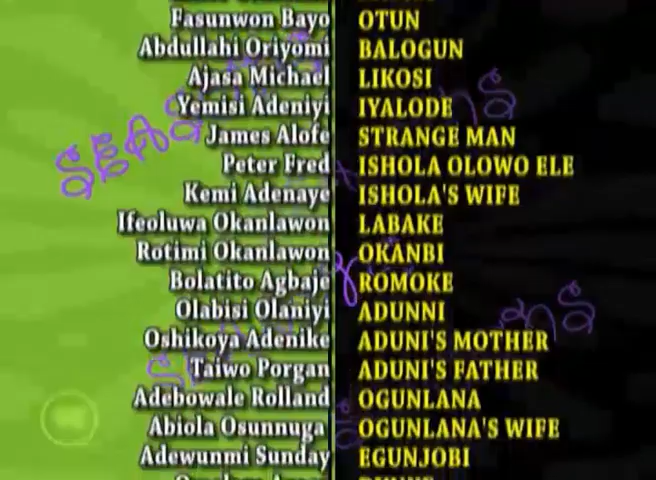 Fasunwon Bayo OTUN
Abdullahi Oriyomi BALOGUN
Ajasa Michael LIKOSI
Yemisi Adeniyi IYALODE
James Alofe STRANGE MAN
Peter Fred ISHOLA OLOWO ELE
Kemi Adenaye ISHOLA'S WIFE
Ifeoluwa Okanlawon LABAKE
Rotimi Okanlawon OKANBI
Bolatito Agbaje ROMOKE
Olabisi Olaniyi ADUNNI
Oshikoya Adenike ADUNI'S MOTHER
Taiwo Porgan ADUNI'S FATHER
Adebowale Rolland OGUNLANA
Abiola Osunnuga OGUNLANA'S WIFE
Adewunmi Sunday EGUNJOBI